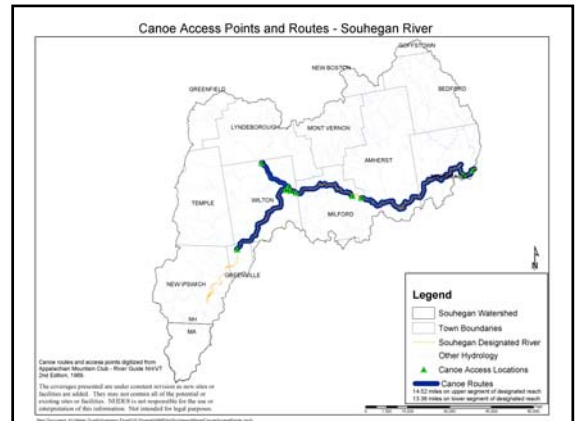 Canoe Access Points and Routes - Souhegan River
GOFFSTOWN
NEW BOSTON
BEDFORD
GREENFIELD
LYNDEBOROUGH
MONT VERNON
AMHERST
TEMPLE
WILTON
MILFORD
GREENVILLE
NEW IPSWICH
NH
MA
N
Legend
Souhegan Watershed
Town Boundaries
Souhegan Designated River
Other Hydrology
Canoe Access Locations
Canoe Routes
14.52 miles on upper segment of designated reach
13.36 miles on lower segment of designated reach
Canoe routes and access points digitized from
Appalachian Mountain Club - River Guide NH/VT
2nd Edition, 1989.
The coverages presented are under constant revision as new sites or
facilities are added. They may not contain all of the potential or
existing sites or facilities. NHDES is not responsible for the use or
interpretation of this information. Not intended for legal purposes.